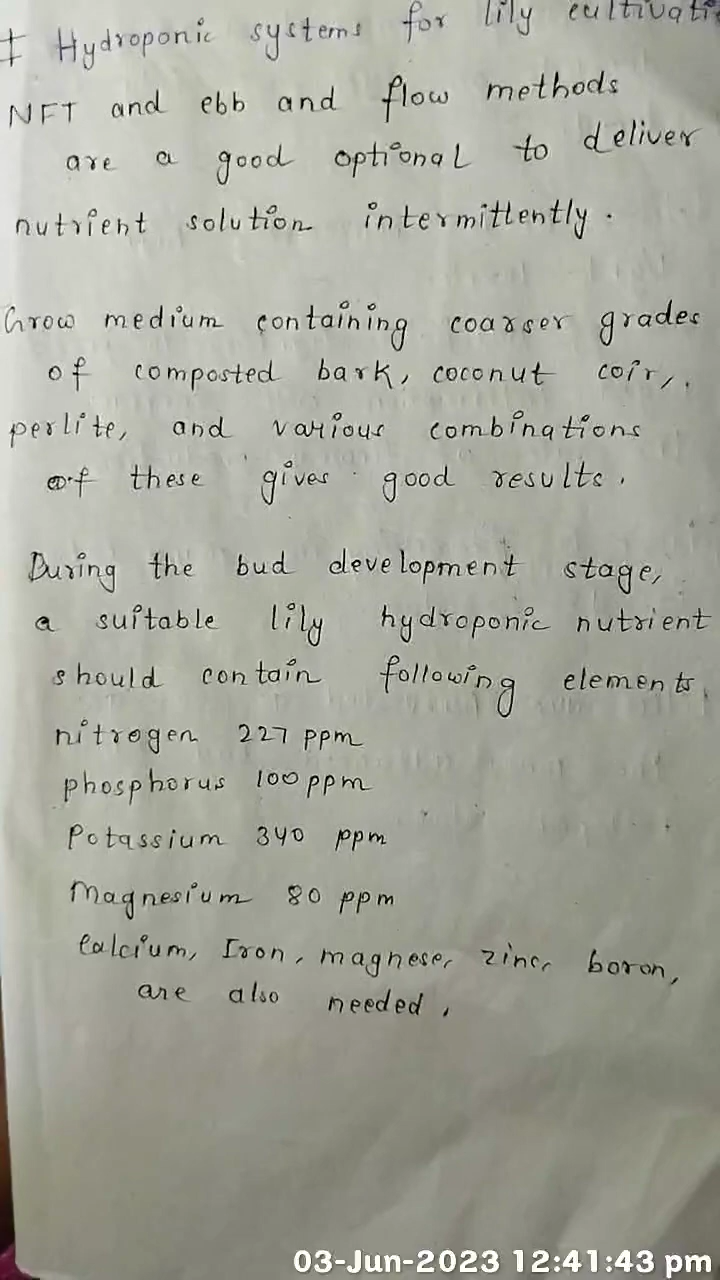 ‡ Hydroponic systems for lily cultivati
NFT and ebb and flow methods
are a good optional to deliver
nutrient solution intermittently.
Grow medium containing coarser grades
of composted bark, coconut coir,
perlite, and various combinations
of these gives good results.
During the bud development stage,
a suitable lily hydroponic nutrient
should contain following elements,
nitrogen 227 ppm
phosphorus 100 ppm
Potassium 340 ppm
Magnesium 80 ppm
Calcium, Iron, magnese, zinc, boron,
are also needed,
03-Jun-2023 12:41:43 pm